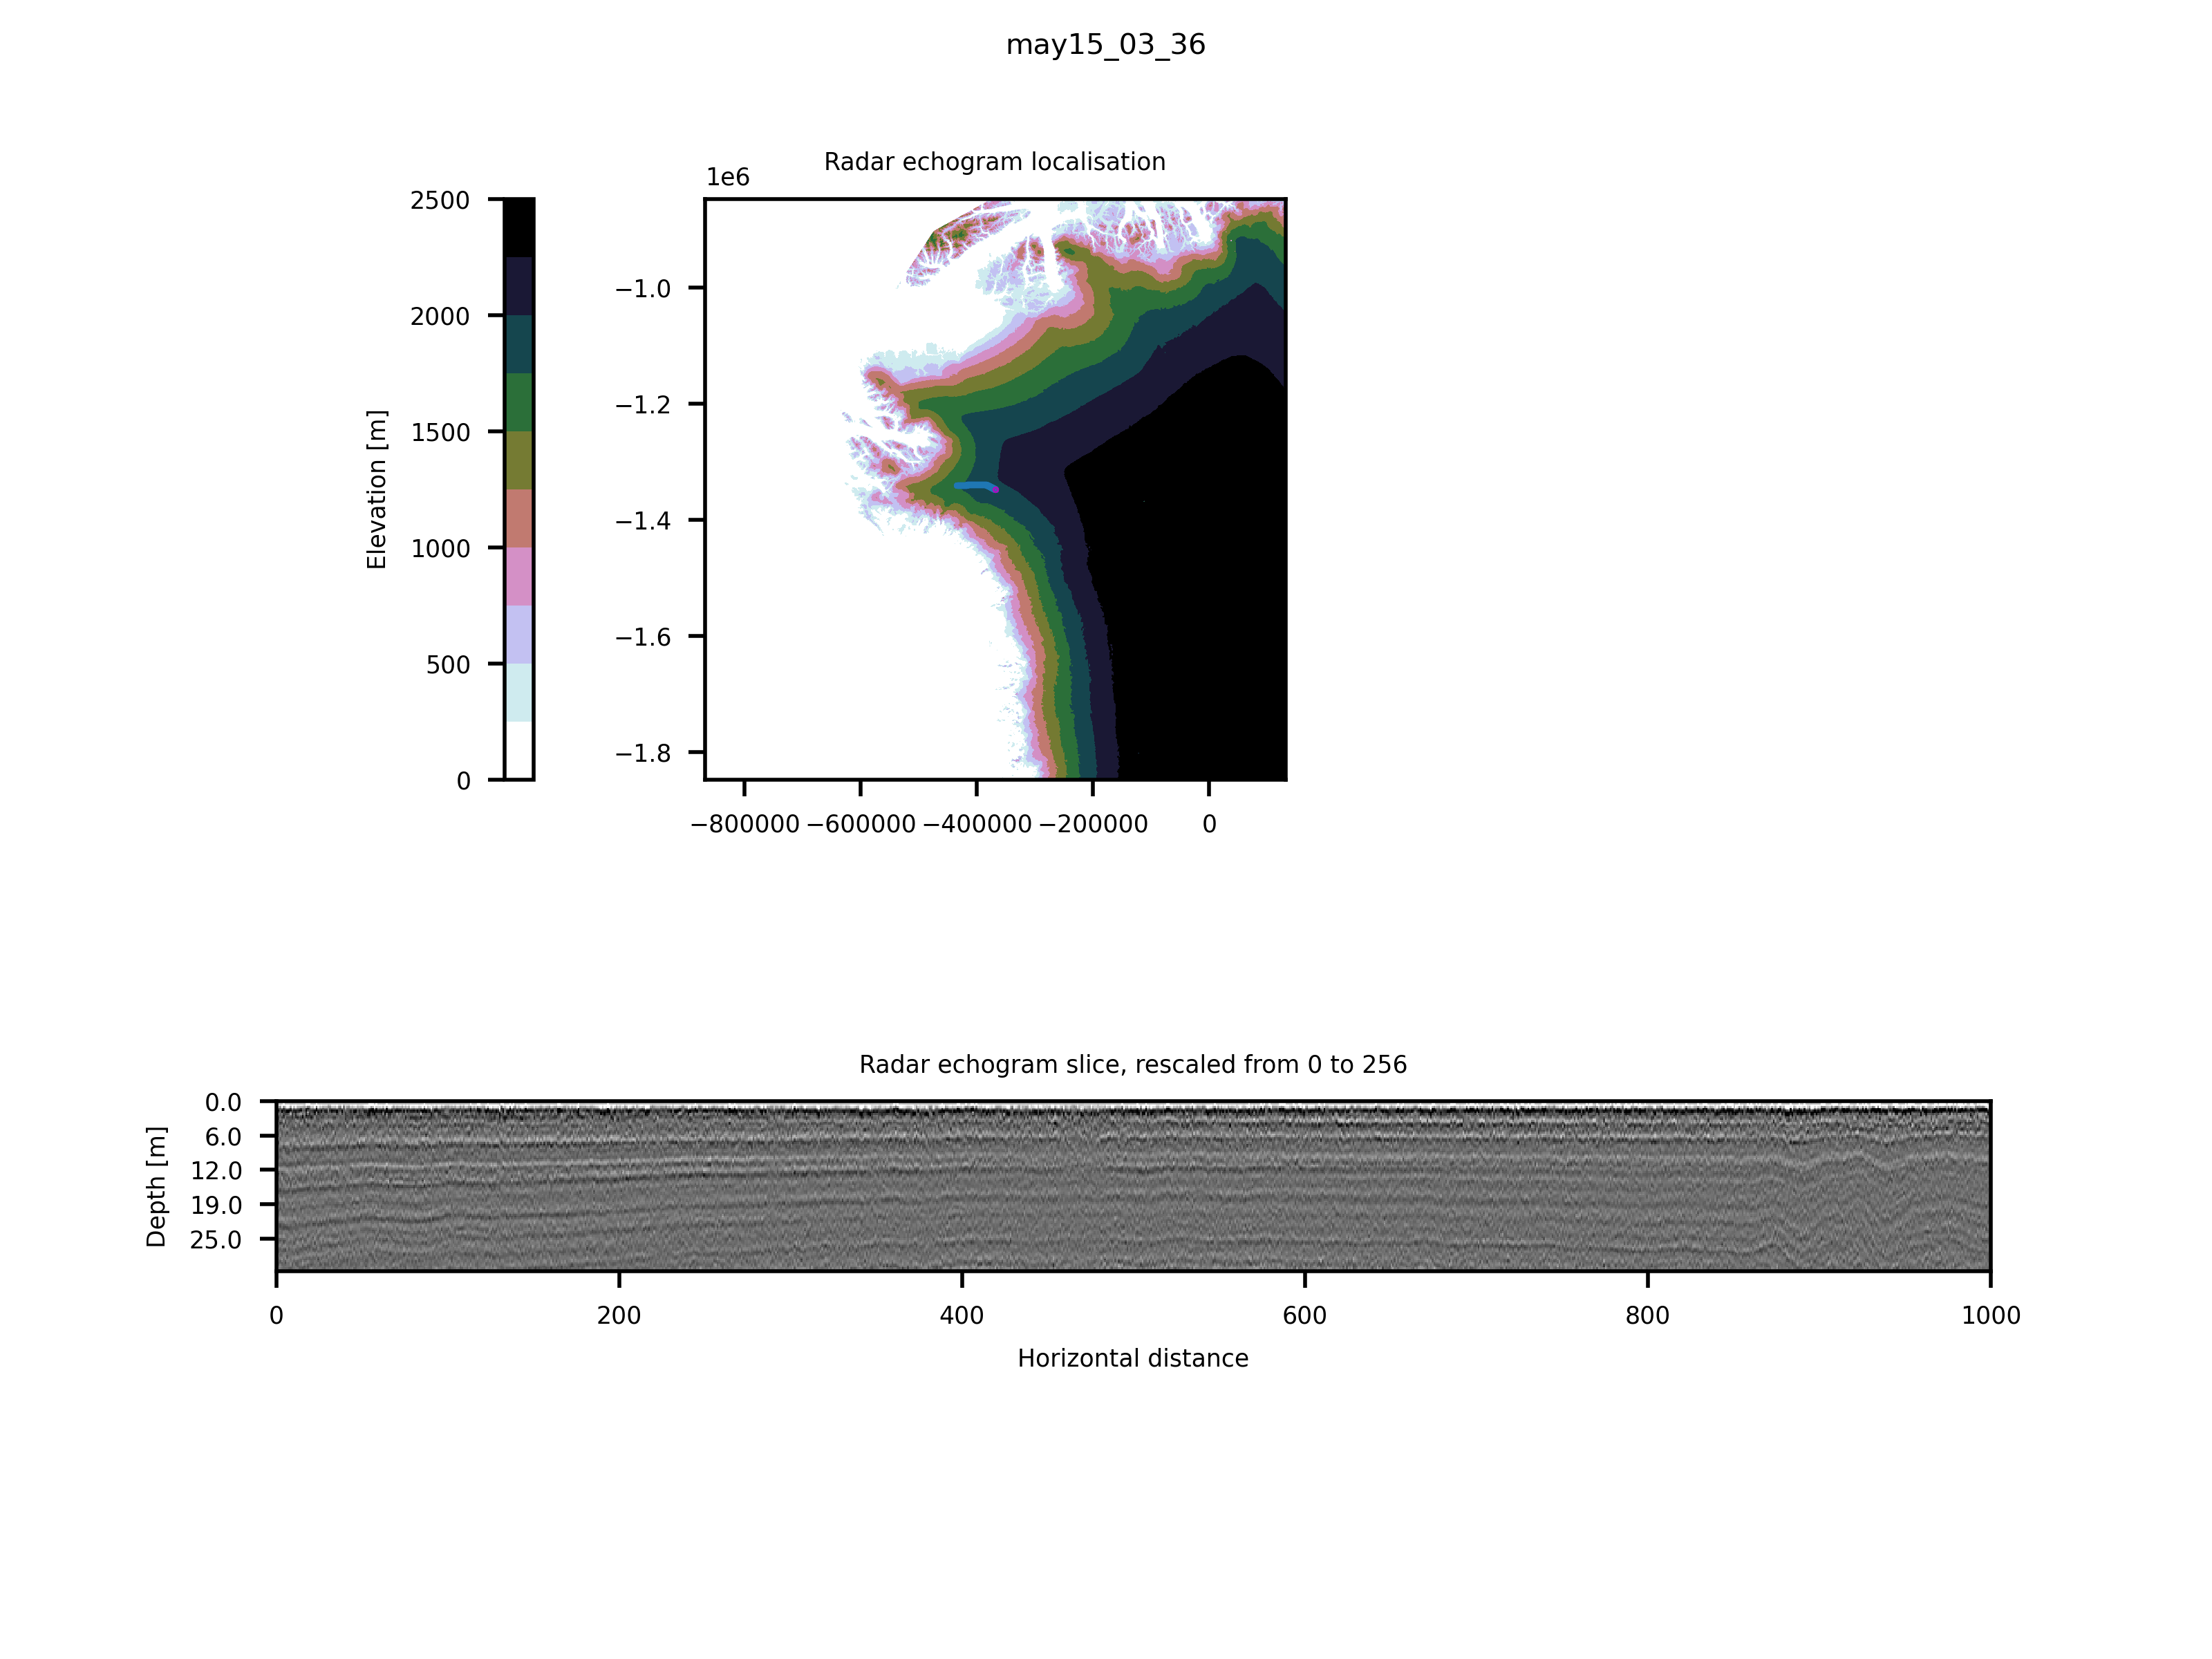 may15_03_36
Radar echogram localisation
1e6
2500
2000
1500
1000
500
0
Elevation [m]
−1.0
−1.2
−1.4
−1.6
−1.8
−800000 −600000 −400000 −200000 0
Radar echogram slice, rescaled from 0 to 256
0.0
6.0
12.0
19.0
25.0
Depth [m]
0 200 400 600 800 1000
Horizontal distance